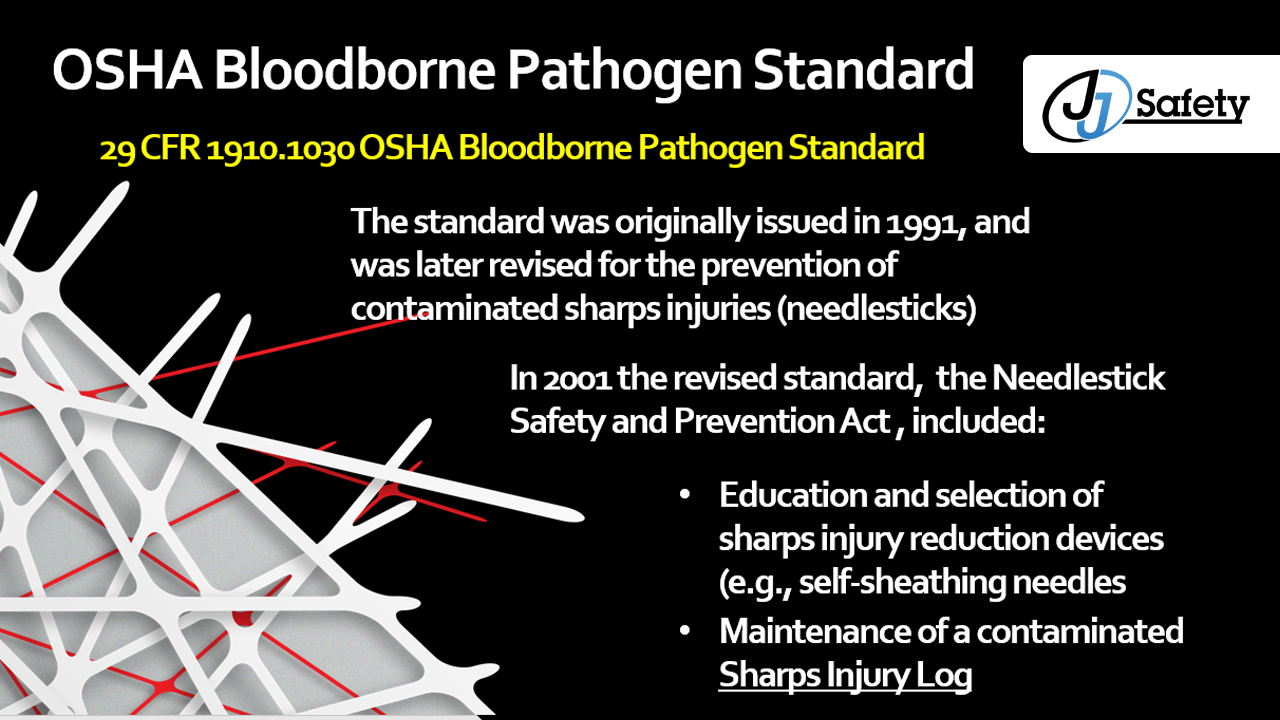 OSHA Bloodborne Pathogen Standard
JJ Safety
29 CFR 1910.1030 OSHA Bloodborne Pathogen Standard
The standard was originally issued in 1991, and
was later revised for the prevention of
contaminated sharps injuries (needlesticks)
In 2001 the revised standard,  the Needlestick
Safety and Prevention Act , included:
• Education and selection of
sharps injury reduction devices
(e.g., self-sheathing needles
• Maintenance of a contaminated
Sharps Injury Log